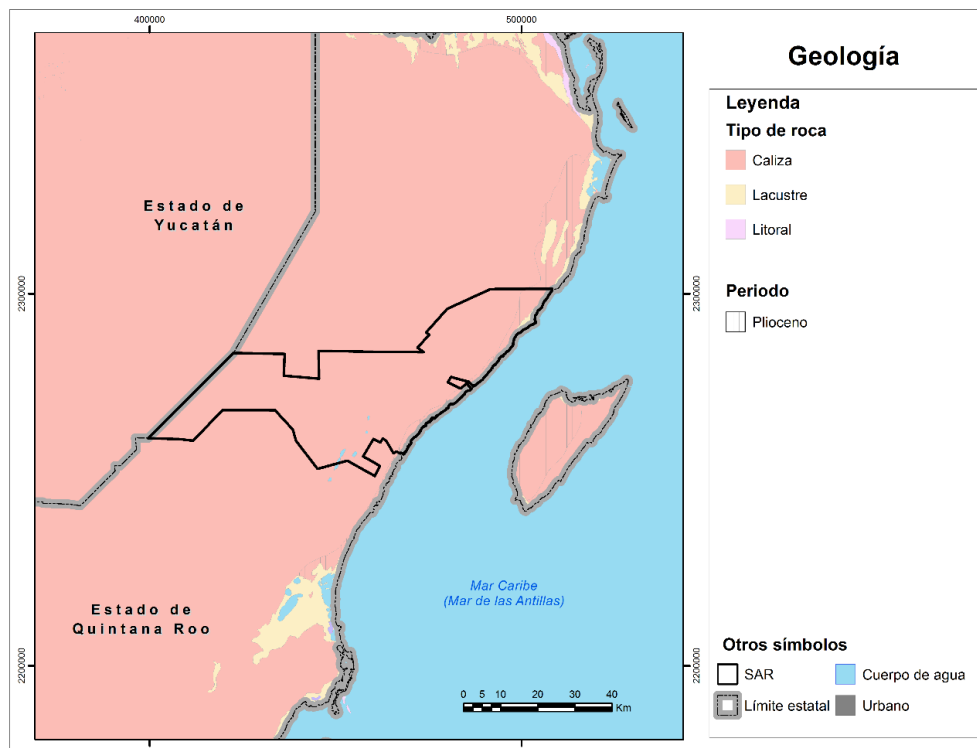 400000
500000
Geología
Leyenda
Tipo de roca
Caliza
Lacustre
Litoral
Periodo
Plioceno
Estado de
Yucatán
2300000
2300000
Estado de
Quintana Roo
Mar Caribe
(Mar de las Antillas)
2200000
2200000
0 5 10 20 30 40
Km
Otros símbolos
SAR
Cuerpo de agua
Límite estatal
Urbano